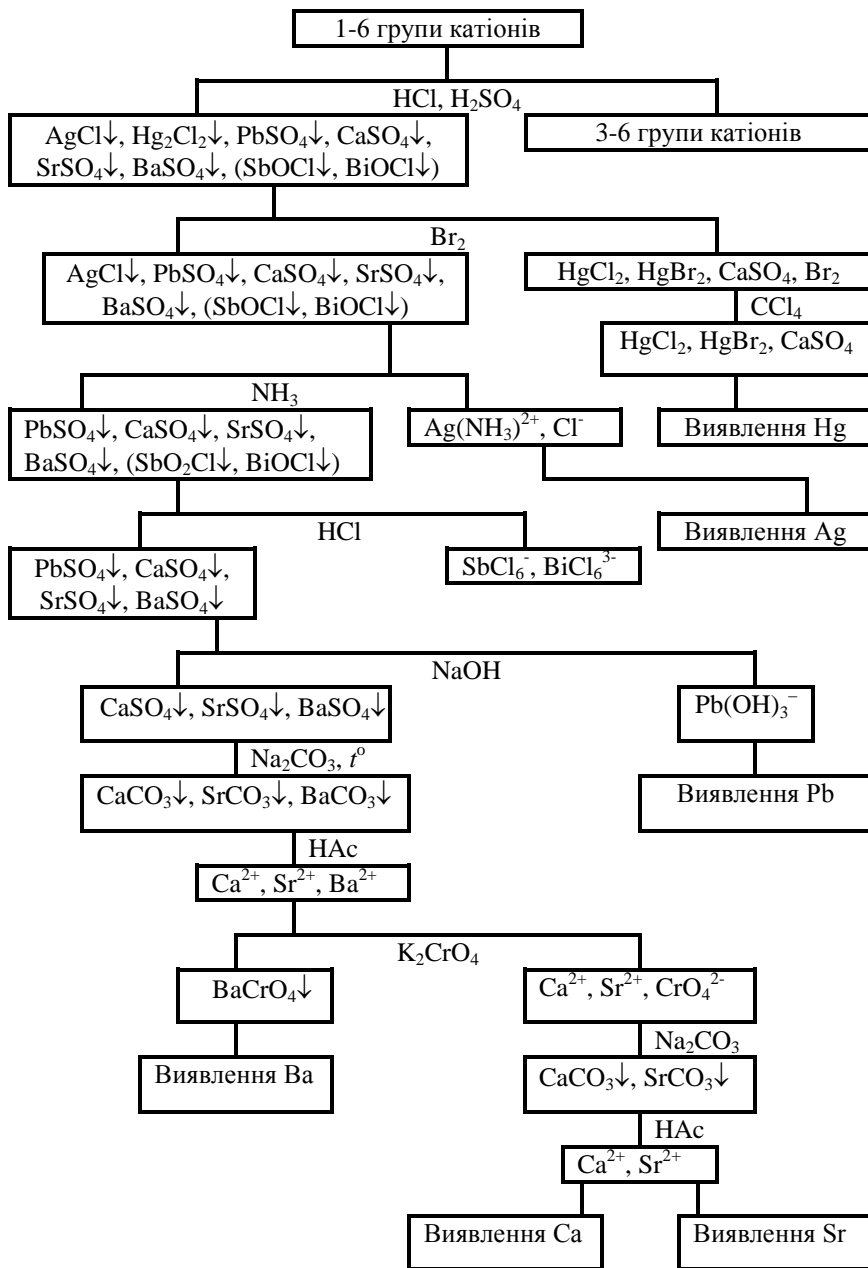 1-6 групи катіонів
HCl, H₂SO₄
AgCl↓, Hg₂Cl₂↓, PbSO₄↓, CaSO₄↓,
SrSO₄↓, BaSO₄↓, (SbOCl↓, BiOCl↓)
3-6 групи катіонів
Br₂
AgCl↓, PbSO₄↓, CaSO₄↓, SrSO₄↓,
BaSO₄↓, (SbOCl↓, BiOCl↓)
HgCl₂, HgBr₂, CaSO₄, Br₂
CCl₄
HgCl₂, HgBr₂, CaSO₄
NH₃
PbSO₄↓, CaSO₄↓, SrSO₄↓,
BaSO₄↓, (SbO₂Cl↓, BiOCl↓)
Ag(NH₃)²⁺, Cl⁻
Виявлення Hg
HCl
Виявлення Ag
PbSO₄↓, CaSO₄↓,
SrSO₄↓, BaSO₄↓
SbCl₆⁻, BiCl₆³⁻
NaOH
CaSO₄↓, SrSO₄↓, BaSO₄↓
Pb(OH)₃⁻
Na₂CO₃, t°
CaCO₃↓, SrCO₃↓, BaCO₃↓
Виявлення Pb
HAc
Ca²⁺, Sr²⁺, Ba²⁺
K₂CrO₄
BaCrO₄↓
Ca²⁺, Sr²⁺, CrO₄²⁻
Na₂CO₃
Виявлення Ba
CaCO₃↓, SrCO₃↓
HAc
Ca²⁺, Sr²⁺
Виявлення Ca
Виявлення Sr